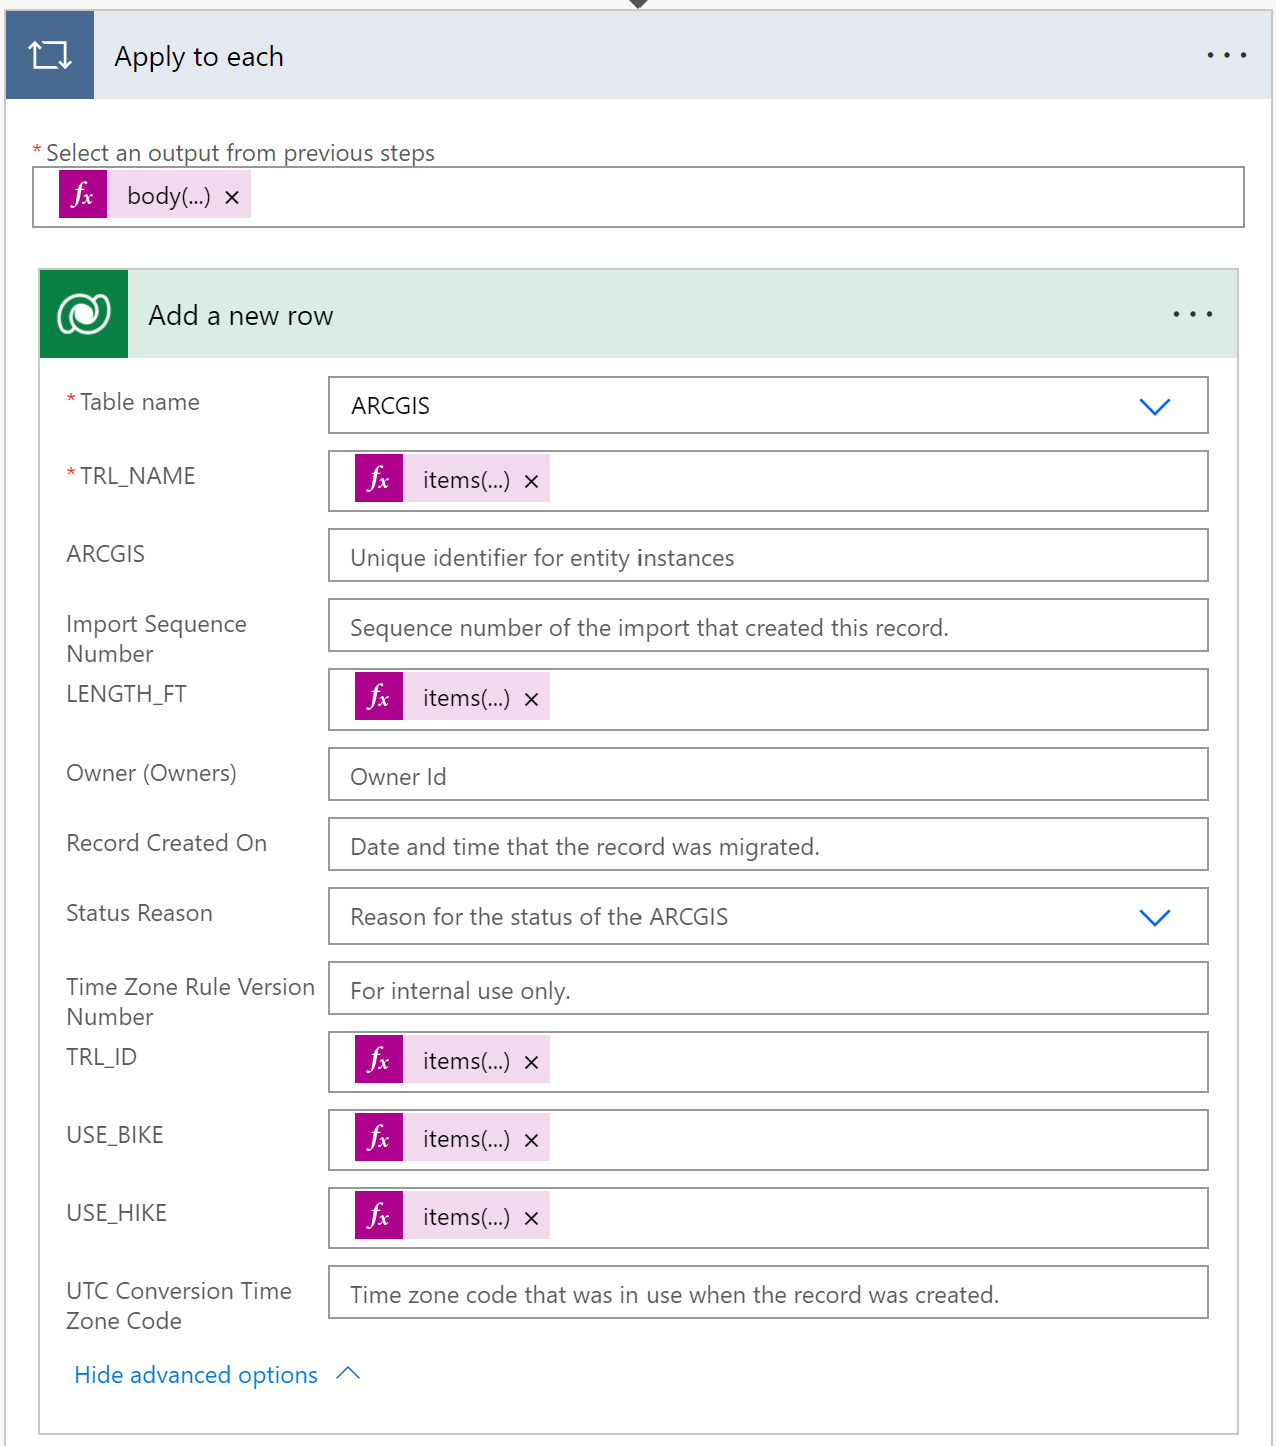 Apply to each
* Select an output from previous steps
fx body(...) ×
Add a new row
* Table name
ARCGIS
* TRL_NAME
fx items(...) ×
ARCGIS
Unique identifier for entity instances
Import Sequence
Number
Sequence number of the import that created this record.
LENGTH_FT
fx items(...) ×
Owner (Owners)
Owner Id
Record Created On
Date and time that the record was migrated.
Status Reason
Reason for the status of the ARCGIS
Time Zone Rule Version
Number
For internal use only.
TRL_ID
fx items(...) ×
USE_BIKE
fx items(...) ×
USE_HIKE
fx items(...) ×
UTC Conversion Time
Zone Code
Time zone code that was in use when the record was created.
Hide advanced options